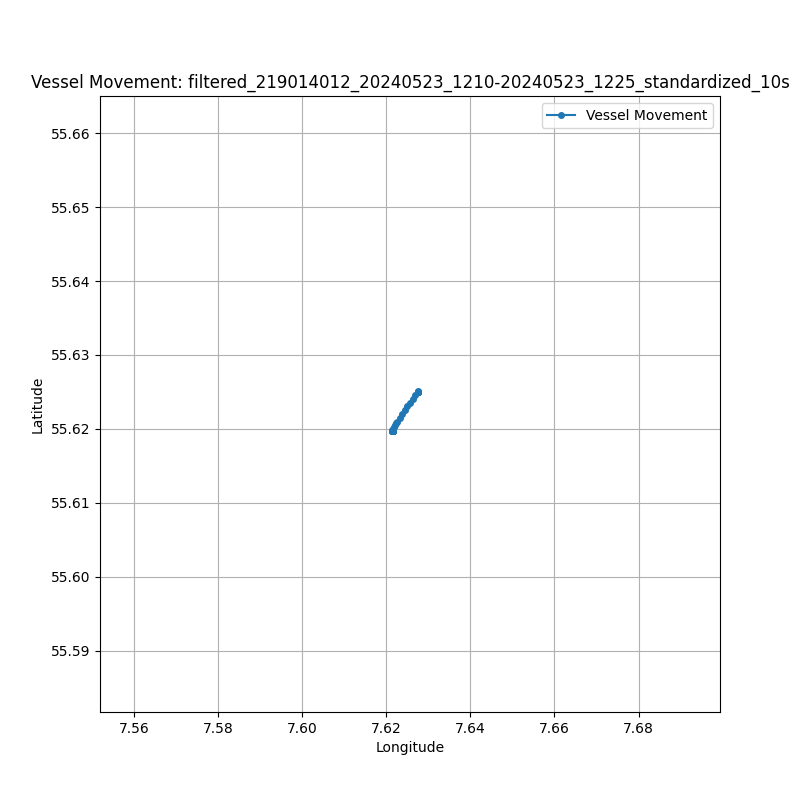 Vessel Movement: filtered_219014012_20240523_1210-20240523_1225_standardized_10s
Vessel Movement
55.66
55.65
55.64
55.63
55.62
55.61
55.60
55.59
Latitude
7.56 7.58 7.60 7.62 7.64 7.66 7.68
Longitude